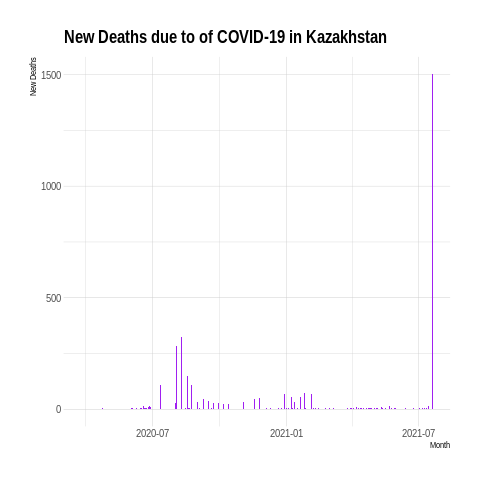 New Deaths due to of COVID-19 in Kazakhstan
New Deaths
1500
1000
500
0
2020-07 2021-01 2021-07
Month